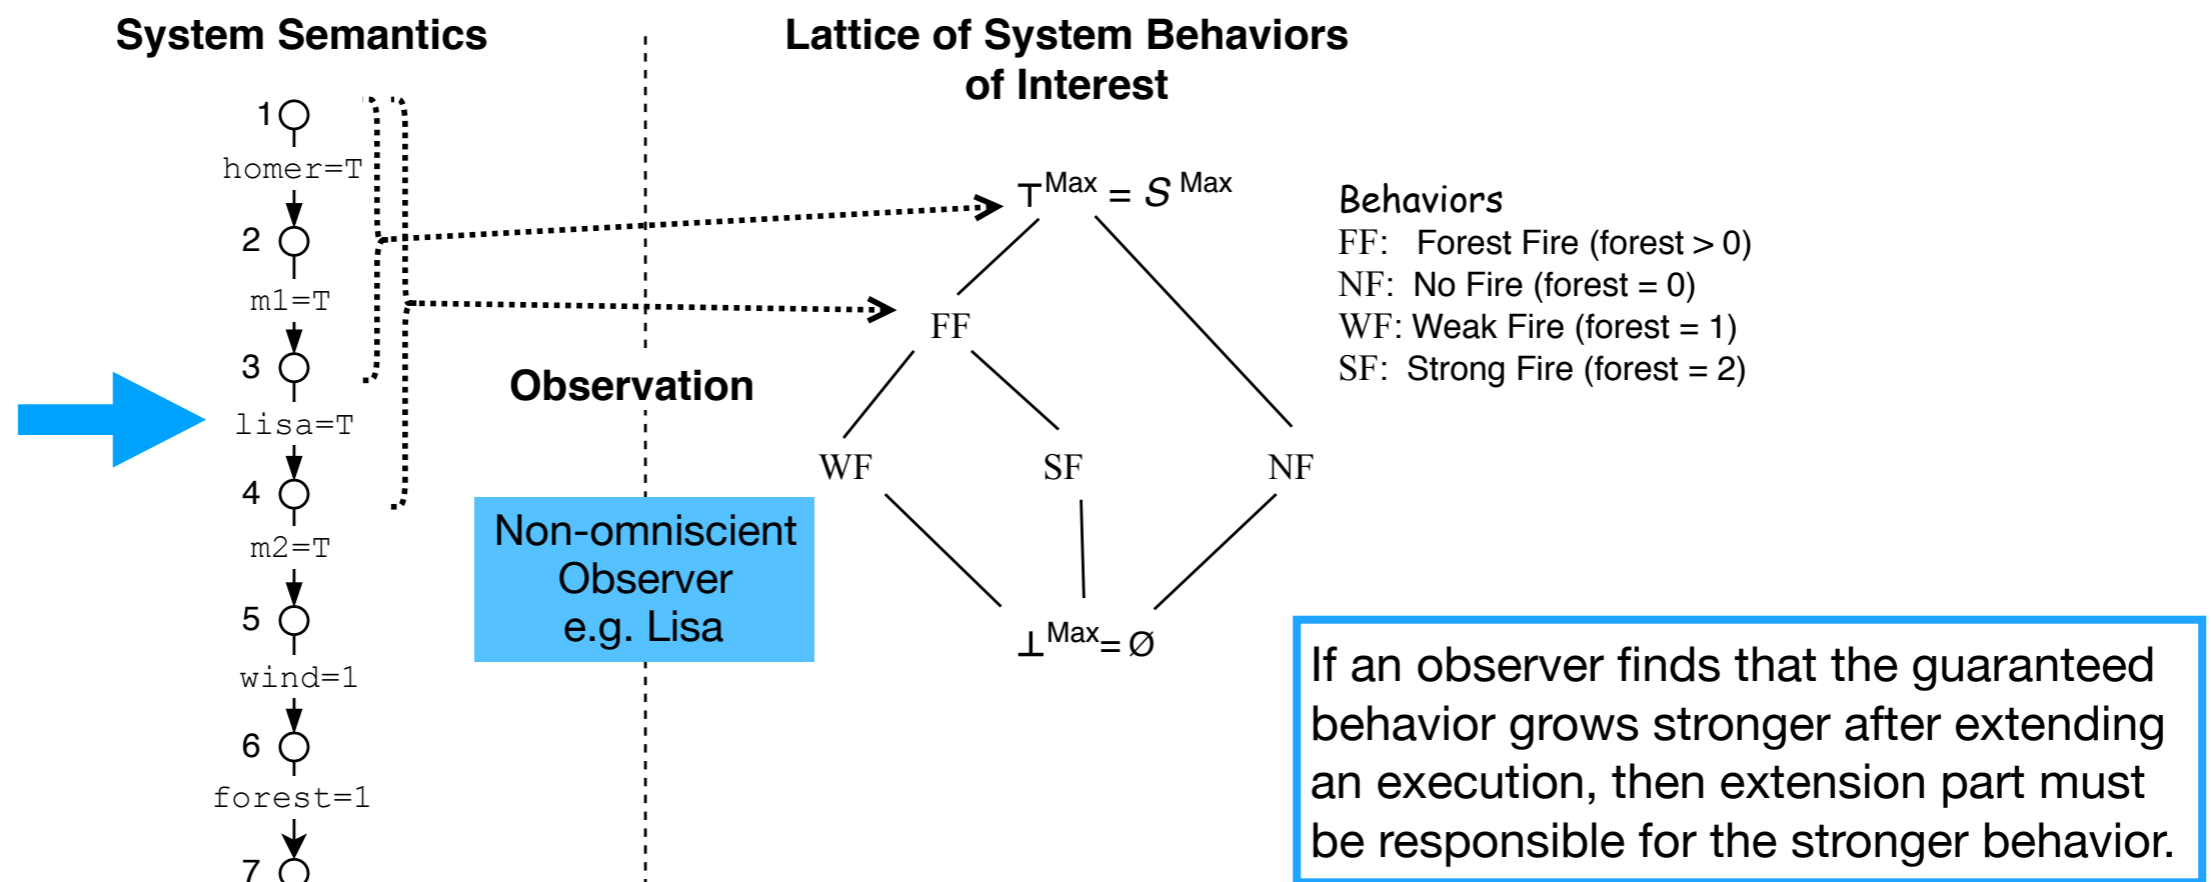 System Semantics
Lattice of System Behaviors
of Interest
1
homer=T
2
m1=T
3
lisa=T
4
m2=T
5
wind=1
6
forest=1
7
Observation
Non-omniscient
Observer
e.g. Lisa
⊤Max = S Max
FF
WF
SF
NF
⊥Max= Ø
Behaviors
FF: Forest Fire (forest > 0)
NF: No Fire (forest = 0)
WF: Weak Fire (forest = 1)
SF: Strong Fire (forest = 2)
If an observer finds that the guaranteed
behavior grows stronger after extending
an execution, then extension part must
be responsible for the stronger behavior.